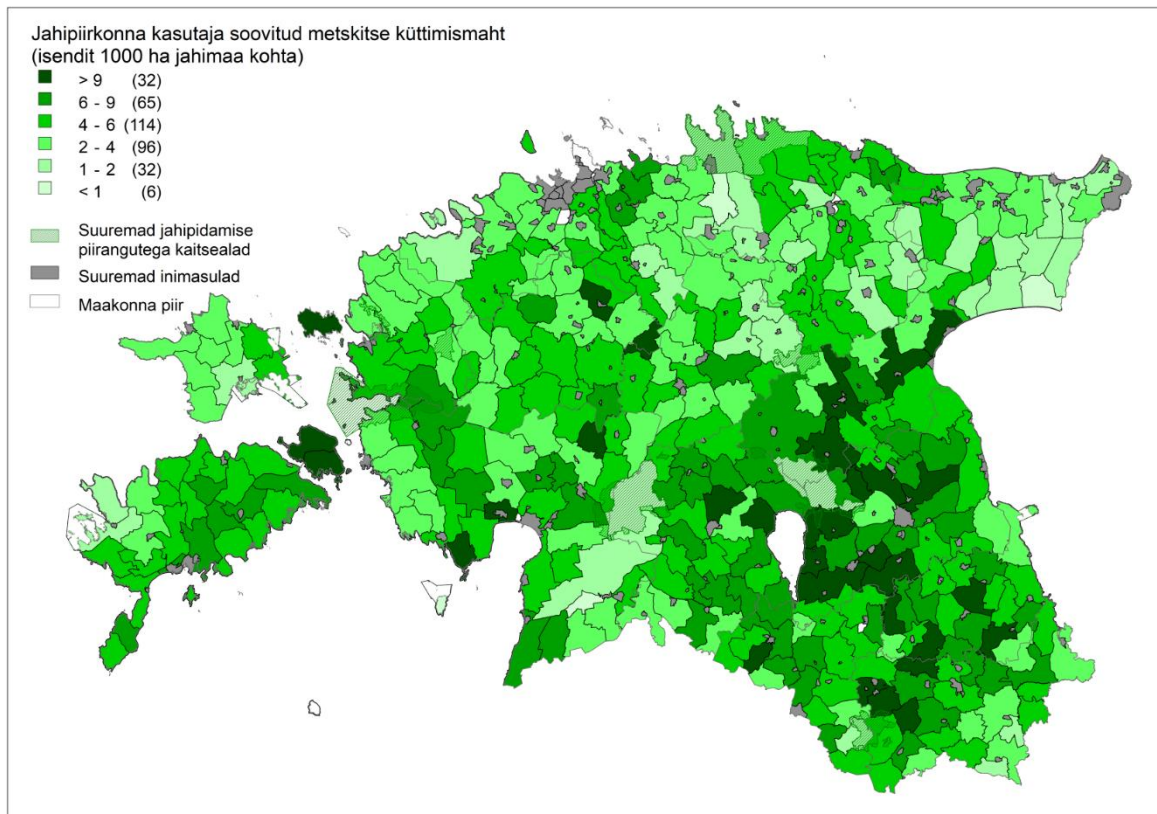 Jahipiirkonna kasutaja soovitud metskitse küttimismaht
(isendit 1000 ha jahimaa kohta)
> 9 (32)
6 - 9 (65)
4 - 6 (114)
2 - 4 (96)
1 - 2 (32)
< 1 (6)
Suuremad jahipidamise
piirangutega kaitsealad
Suuremad inimasulad
Maakonna piir